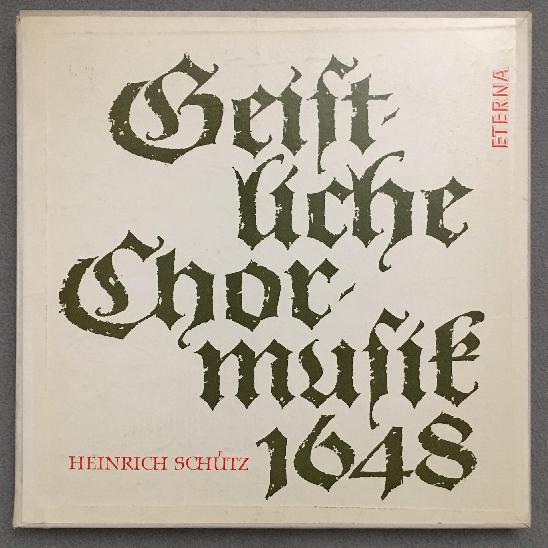 Geiſt-
liche
Chor-
muſik
1648
HEINRICH SCHÜTZ
ETERNA